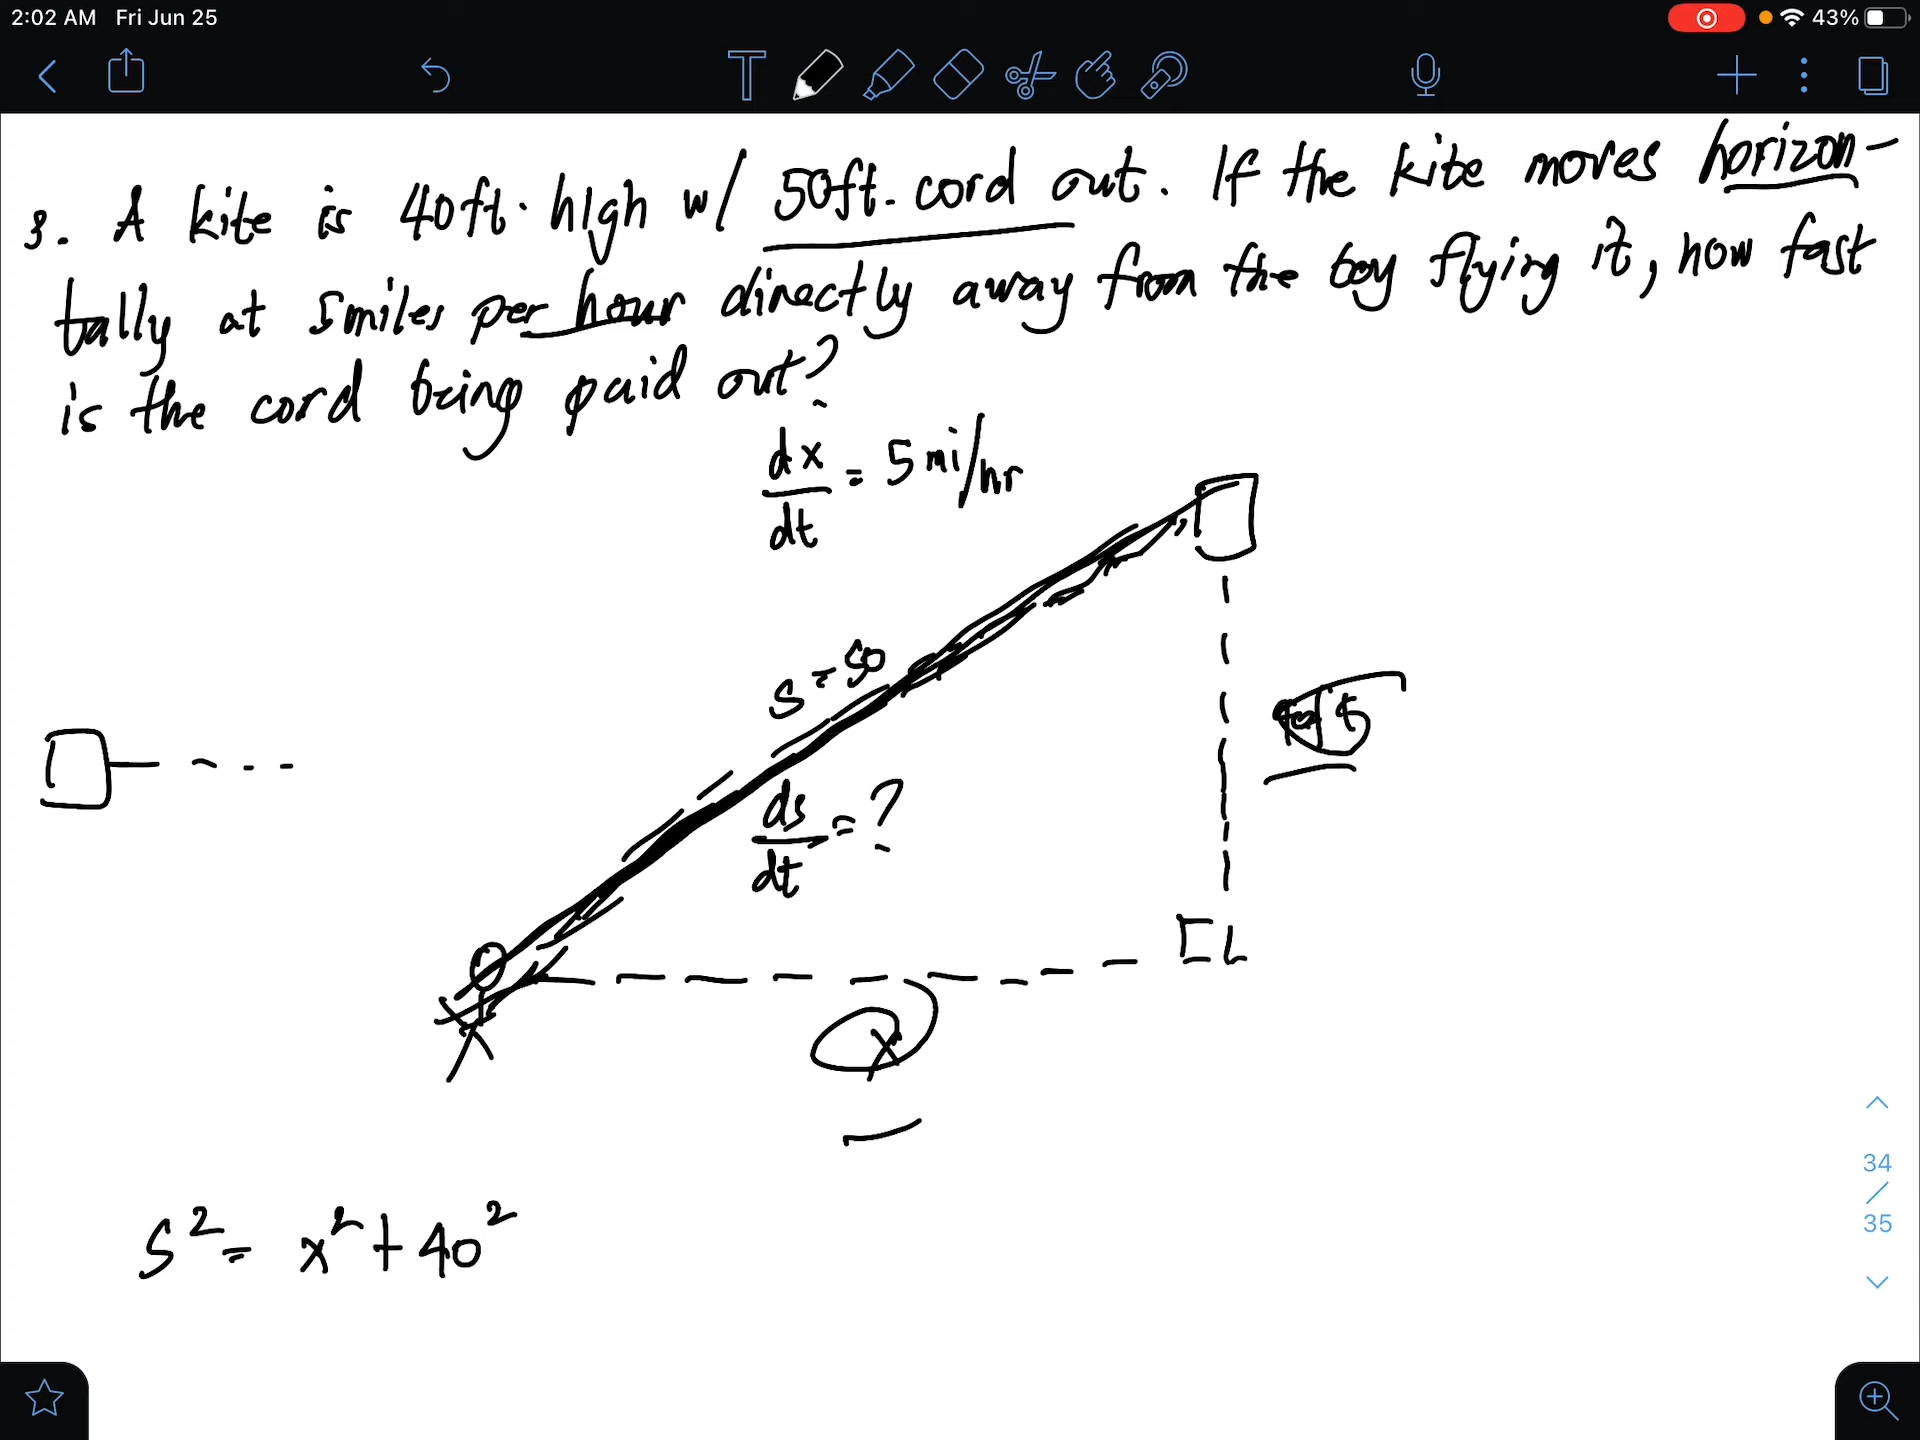 2:02 AM Fri Jun 25
43%
3. A kite is 40ft. high w/ 50ft. cord out. If the kite moves horizon-
tally at 5miles per hour directly away from the boy flying it, how fast
is the cord being paid out?
dx/dt = 5 mi/hr
S = 50
ds/dt = ?
x
34
/
35
S² = x² + 40²